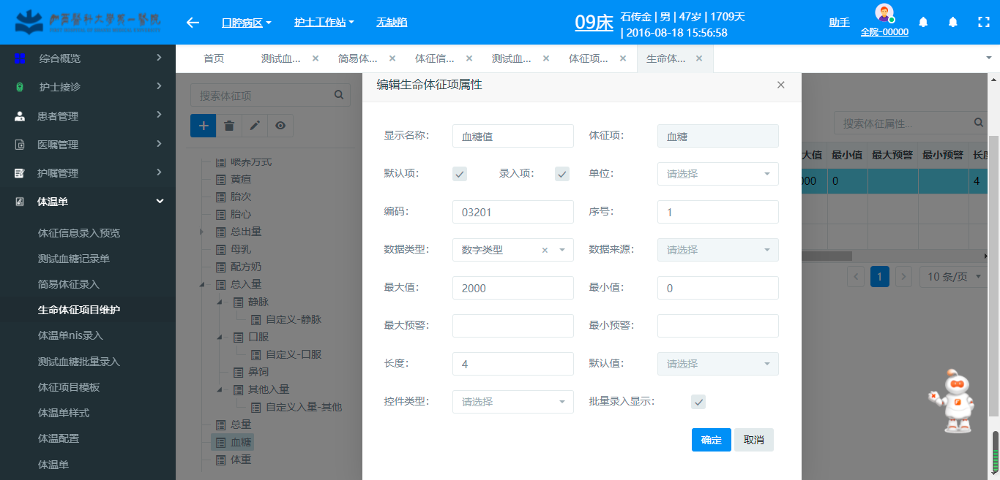 广西医科大学第一医院
口腔病区
护士工作站
无缺陷
09床
石传金 | 男 | 47岁 | 1709天
| 2016-08-18 15:56:58
助手
全院-00000
综合概览
护士接诊
患者管理
医嘱管理
护嘱管理
体温单
体征信息录入预览
测试血糖记录单
简易体征录入
生命体征项目维护
体温单nis录入
测试血糖批量录入
体征项目模板
体温单样式
体温配置
体温单
首页
测试血...
简易体...
体征信...
测试血...
体征项...
生命体...
搜索体征项
喂养方式
黄疸
胎次
胎心
总出量
母乳
配方奶
总入量
静脉
自定义-静脉
口服
自定义-口服
鼻饲
其他入量
自定义入量-其他
总量
血糖
体重
编辑生命体征项属性
显示名称: 血糖值 体征项: 血糖
默认项: 录入项: 单位: 请选择
编码: 03201 序号: 1
数据类型: 数字类型 数据来源: 请选择
最大值: 2000 最小值: 0
最大预警: 最小预警:
长度: 4 默认值: 请选择
控件类型: 请选择 批量录入显示:
确定 取消
搜索体征属性...
大值 最小值 最大预警 最小预警 长度
000 0 4
1
10 条/页